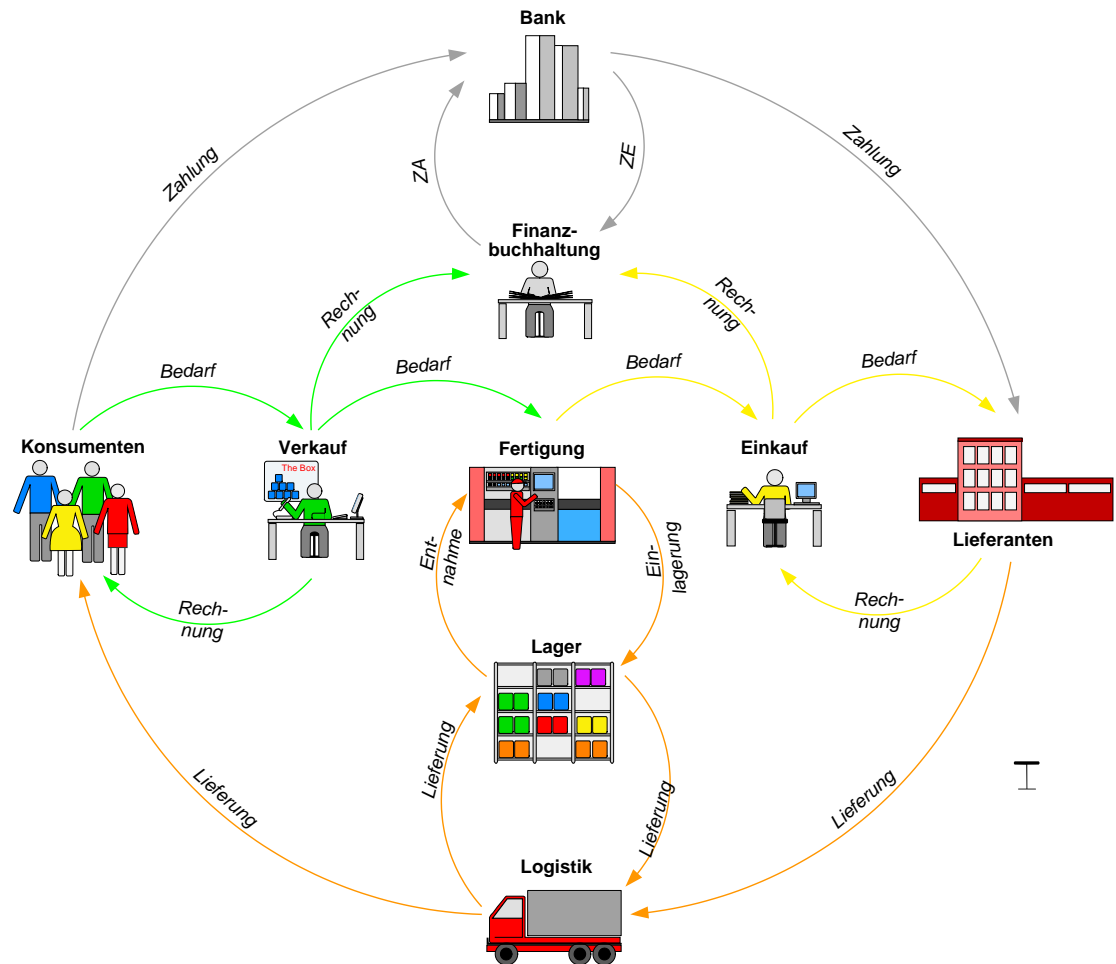 Bank
Zahlung
ZA
ZE
Zahlung
Finanz-
buchhaltung
Rech-
nung
Rech-
nung
Bedarf
Bedarf
Bedarf
Bedarf
Konsumenten
Verkauf
Fertigung
Einkauf
The Box
Lieferanten
Ent-
nahme
Ein-
lagerung
Rech-
nung
Rech-
nung
Lager
Lieferung
Lieferung
Lieferung
Lieferung
Logistik